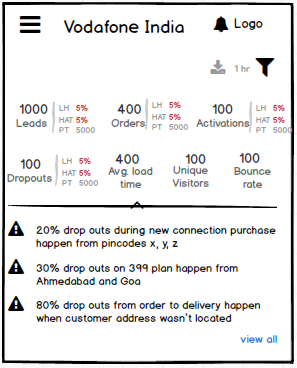 Vodafone India
Logo
1 hr
1000 Leads LH 5% HAT 5% PT 5000
400 Orders LH 5% HAT 5% PT 5000
100 Activations LH 5% HAT 5% PT 5000
100 Dropouts LH 5% HAT 5% PT 5000
400 Avg. load time
100 Unique Visitors
100 Bounce rate
20% drop outs during new connection purchase
happen from pincodes x, y, z
30% drop outs on 399 plan happen from
Ahmedabad and Goa
80% drop outs from order to delivery happen
when customer address wasn't located
view all